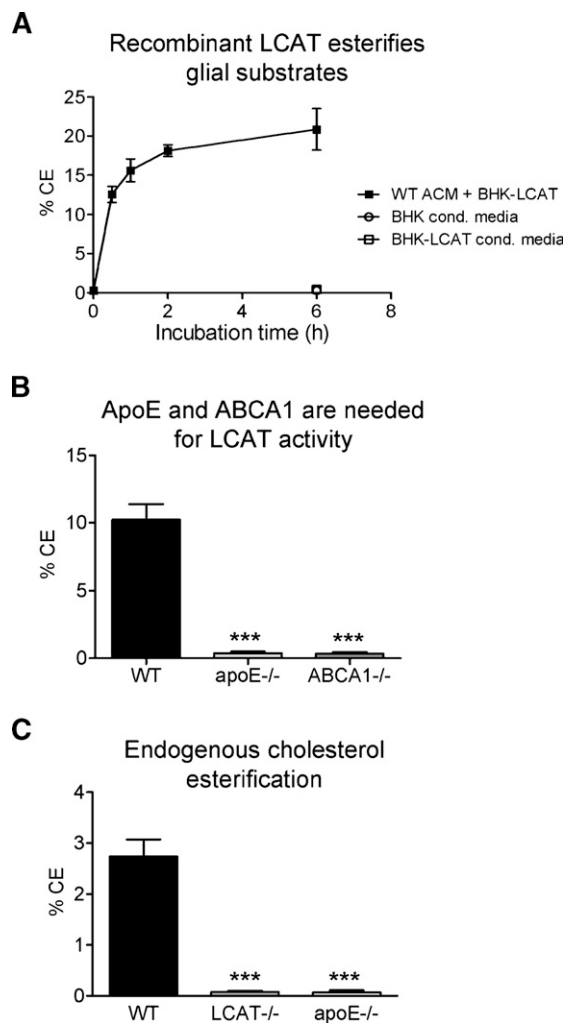 A
Recombinant LCAT esterifies
glial substrates
25
20
15
10
5
0
% CE
0 2 4 6 8
Incubation time (h)
WT ACM + BHK-LCAT
BHK cond. media
BHK-LCAT cond. media
B
ApoE and ABCA1 are needed
for LCAT activity
15
10
5
0
% CE
*** ***
WT apoE-/- ABCA1-/-
C
Endogenous cholesterol
esterification
4
3
2
1
0
% CE
*** ***
WT LCAT-/- apoE-/-